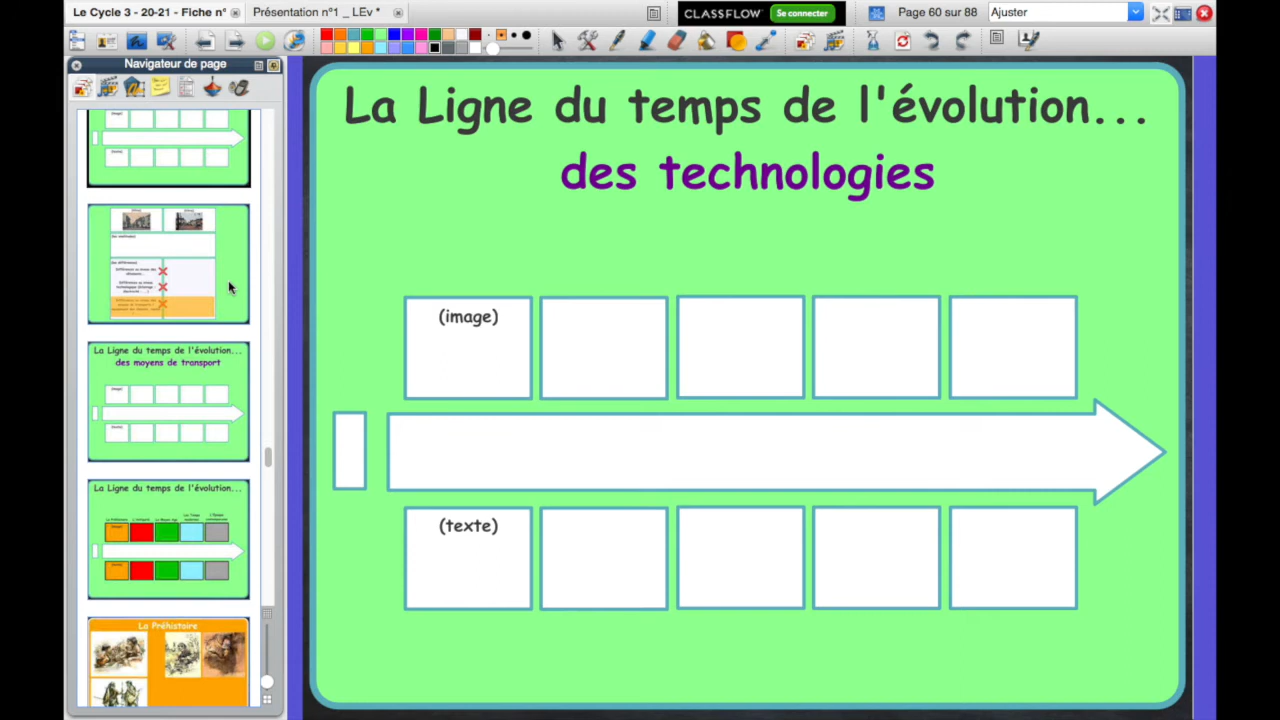 Le Cycle 3 - 20-21 - Fiche n°
Présentation n°1 _ LEv *
CLASSFLOW
Se connecter
Page 60 sur 88
Ajuster
Navigateur de page
(image)
(texte)
La Ligne du temps de l'évolution...
des moyens de transport
La Ligne du temps de l'évolution...
La Préhistoire
La Ligne du temps de l'évolution...
des technologies
(image)
(texte)